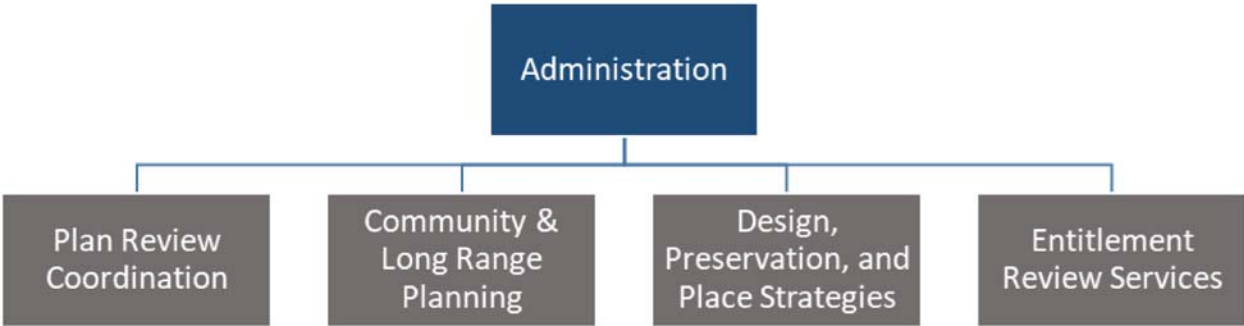 Administration
Plan Review
Coordination
Community &
Long Range
Planning
Design,
Preservation, and
Place Strategies
Entitlement
Review Services